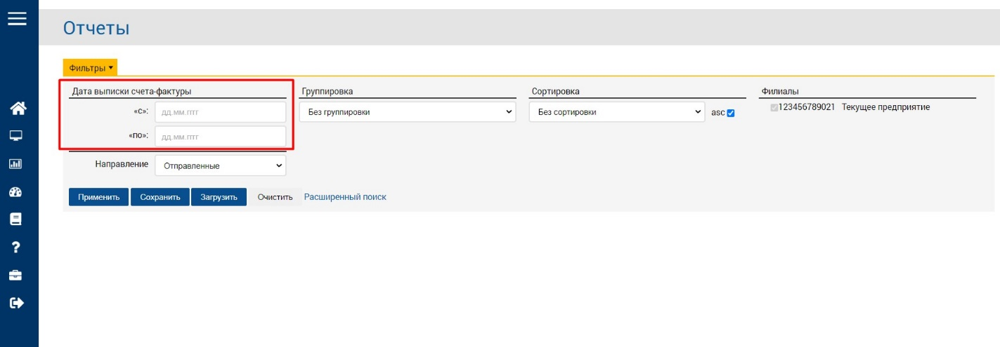 Отчеты
Фильтры
Дата выписки счета-фактуры
«с»: дд.мм.гггг
«по»: дд.мм.гггг
Направление Отправленные
Группировка
Без группировки
Сортировка
Без сортировки asc
Филиалы
123456789021 Текущее предприятие
Применить Сохранить Загрузить Очистить Расширенный поиск